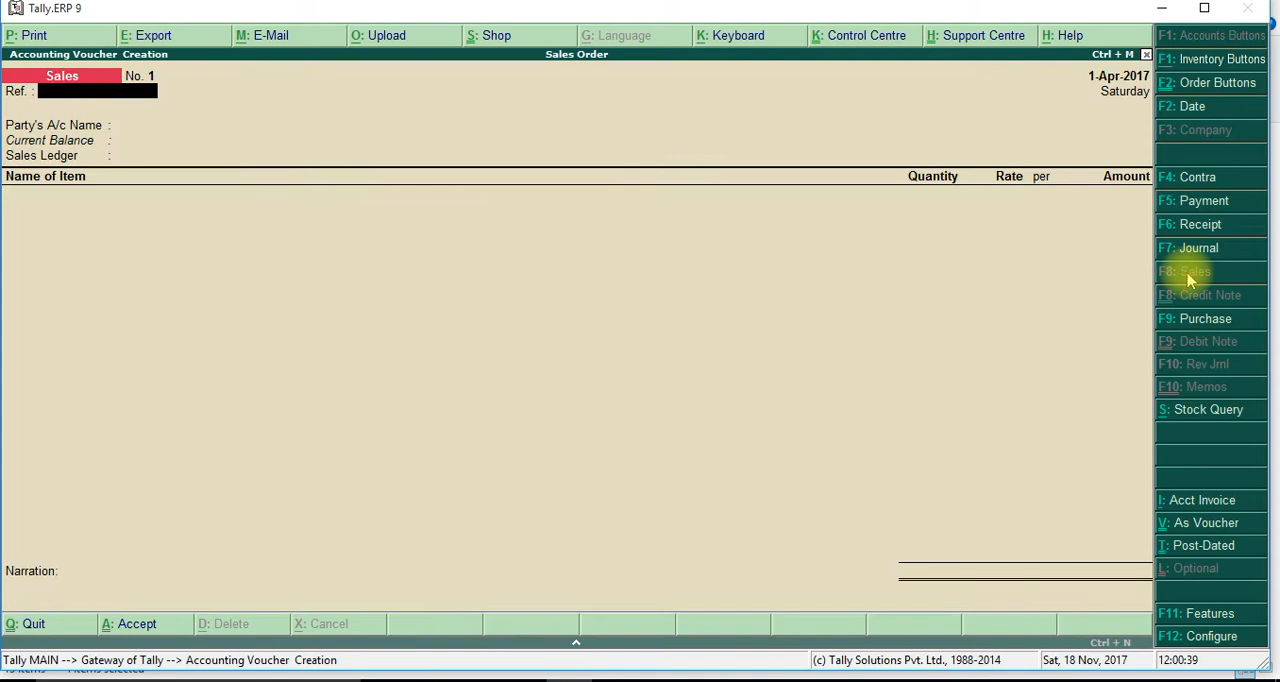 Tally.ERP 9
P: Print E: Export M: E-Mail O: Upload S: Shop G: Language K: Keyboard K: Control Centre H: Support Centre H: Help
Accounting Voucher Creation Sales Order Ctrl + M
Sales No. 1 1-Apr-2017
Ref. : Saturday
Party's A/c Name :
Current Balance :
Sales Ledger :
Name of Item Quantity Rate per Amount
Narration:
F1: Accounts Buttons
F1: Inventory Buttons
F2: Order Buttons
F2: Date
F3: Company
F4: Contra
F5: Payment
F6: Receipt
F7: Journal
F8: Sales
F8: Credit Note
F9: Purchase
F9: Debit Note
F10: Rev Jrnl
F10: Memos
S: Stock Query
I: Acct Invoice
V: As Voucher
T: Post-Dated
L: Optional
F11: Features
F12: Configure
Q: Quit A: Accept D: Delete X: Cancel
Ctrl + N
Tally MAIN --> Gateway of Tally --> Accounting Voucher Creation (c) Tally Solutions Pvt. Ltd., 1988-2014 Sat, 18 Nov, 2017 12:00:39